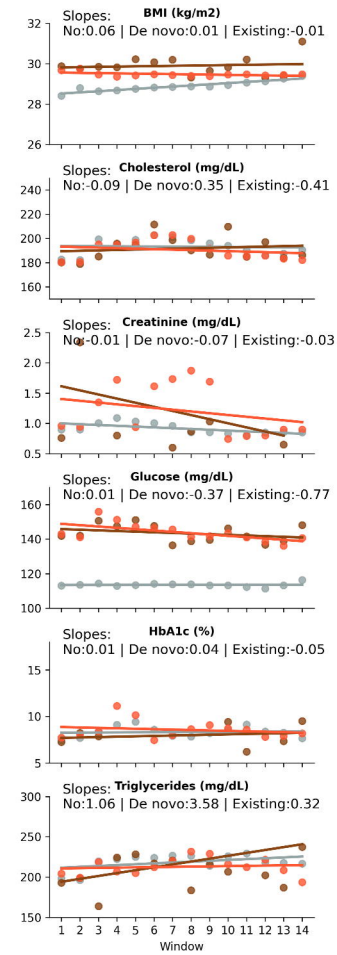 Slopes:
BMI (kg/m2)
No:0.06 | De novo:0.01 | Existing:-0.01
32
30
28
26
Slopes:
Cholesterol (mg/dL)
No:-0.09 | De novo:0.35 | Existing:-0.41
240
220
200
180
160
Slopes:
Creatinine (mg/dL)
No:-0.01 | De novo:-0.07 | Existing:-0.03
2.5
2.0
1.5
1.0
0.5
Slopes:
Glucose (mg/dL)
No:0.01 | De novo:-0.37 | Existing:-0.77
160
140
120
100
Slopes:
HbA1c (%)
No:0.01 | De novo:0.04 | Existing:-0.05
15
10
5
Slopes:
Triglycerides (mg/dL)
No:1.06 | De novo:3.58 | Existing:0.32
300
250
200
150
1 2 3 4 5 6 7 8 9 10 11 12 13 14
Window